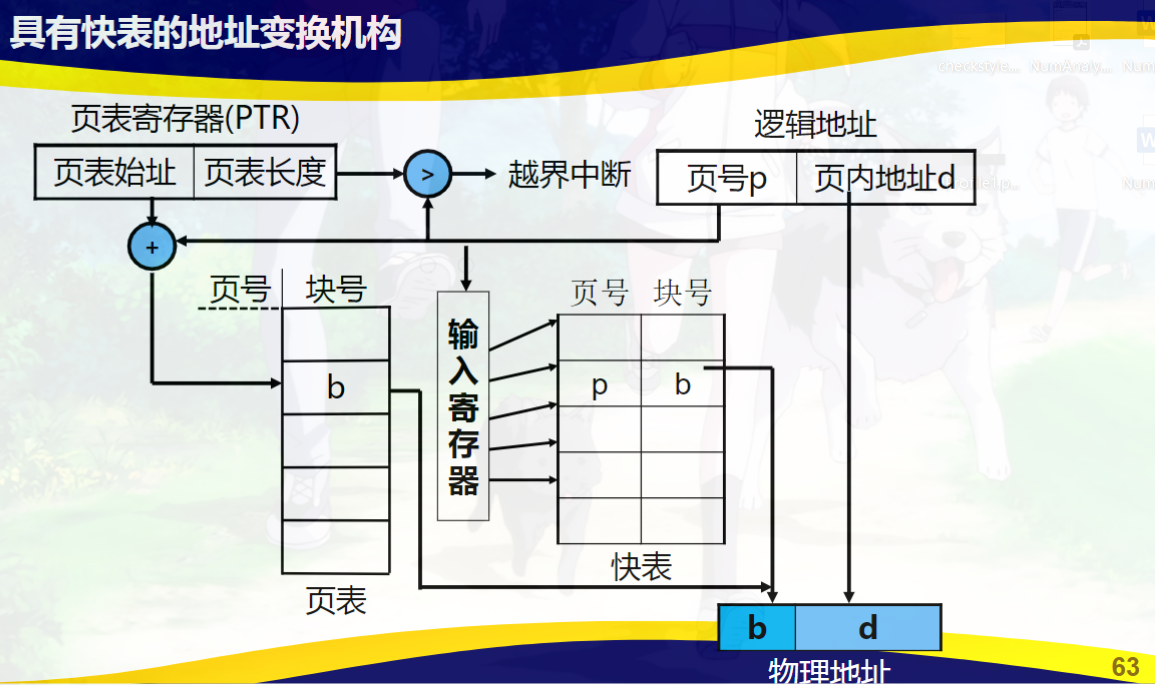 具有快表的地址变换机构
checkstyle...
NumAnaly...
Num
页表寄存器(PTR)
逻辑地址
页表始址 页表长度
>
越界中断
页号p 页内地址d
Num
+
页号 块号
页号 块号
输入寄存器
b
p b
快表
页表
b d
物理地址
63